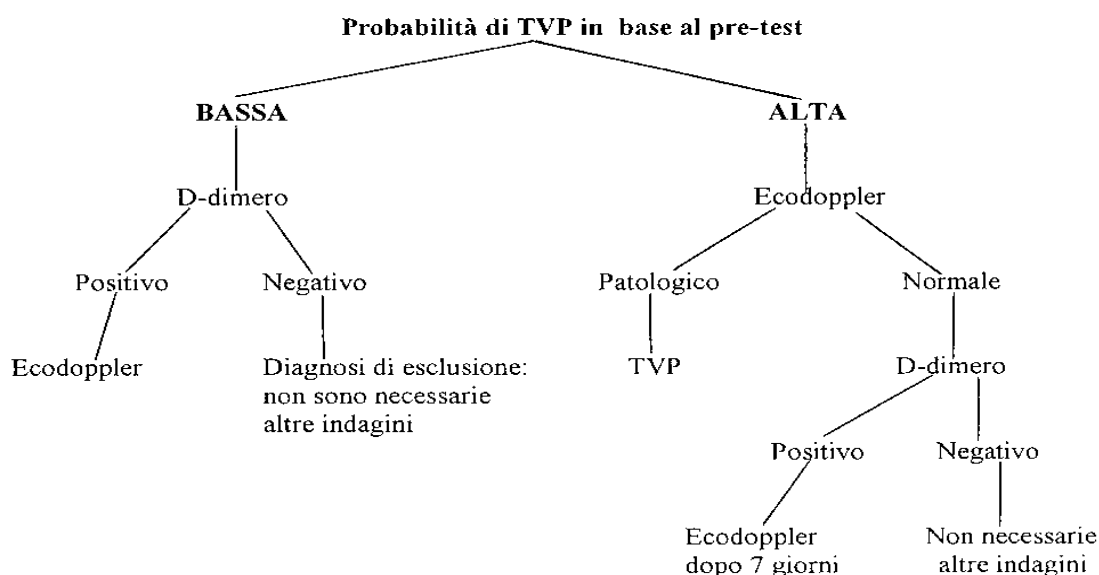 Probabilità di TVP in base al pre-test
BASSA
ALTA
D-dimero
Ecodoppler
Positivo
Negativo
Patologico
Normale
Ecodoppler
Diagnosi di esclusione:
non sono necessarie
altre indagini
TVP
D-dimero
Positivo
Negativo
Ecodoppler
dopo 7 giorni
Non necessarie
altre indagini